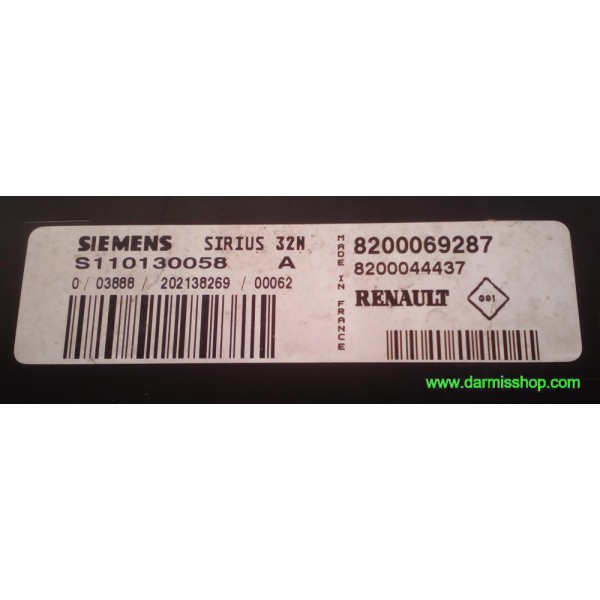 SIEMENS SIRIUS 32N
S110130058 A
0 / 03888 / 202138269 / 00062
MADE IN FRANCE
8200069287
8200044437
RENAULT 001
www.darmisshop.com